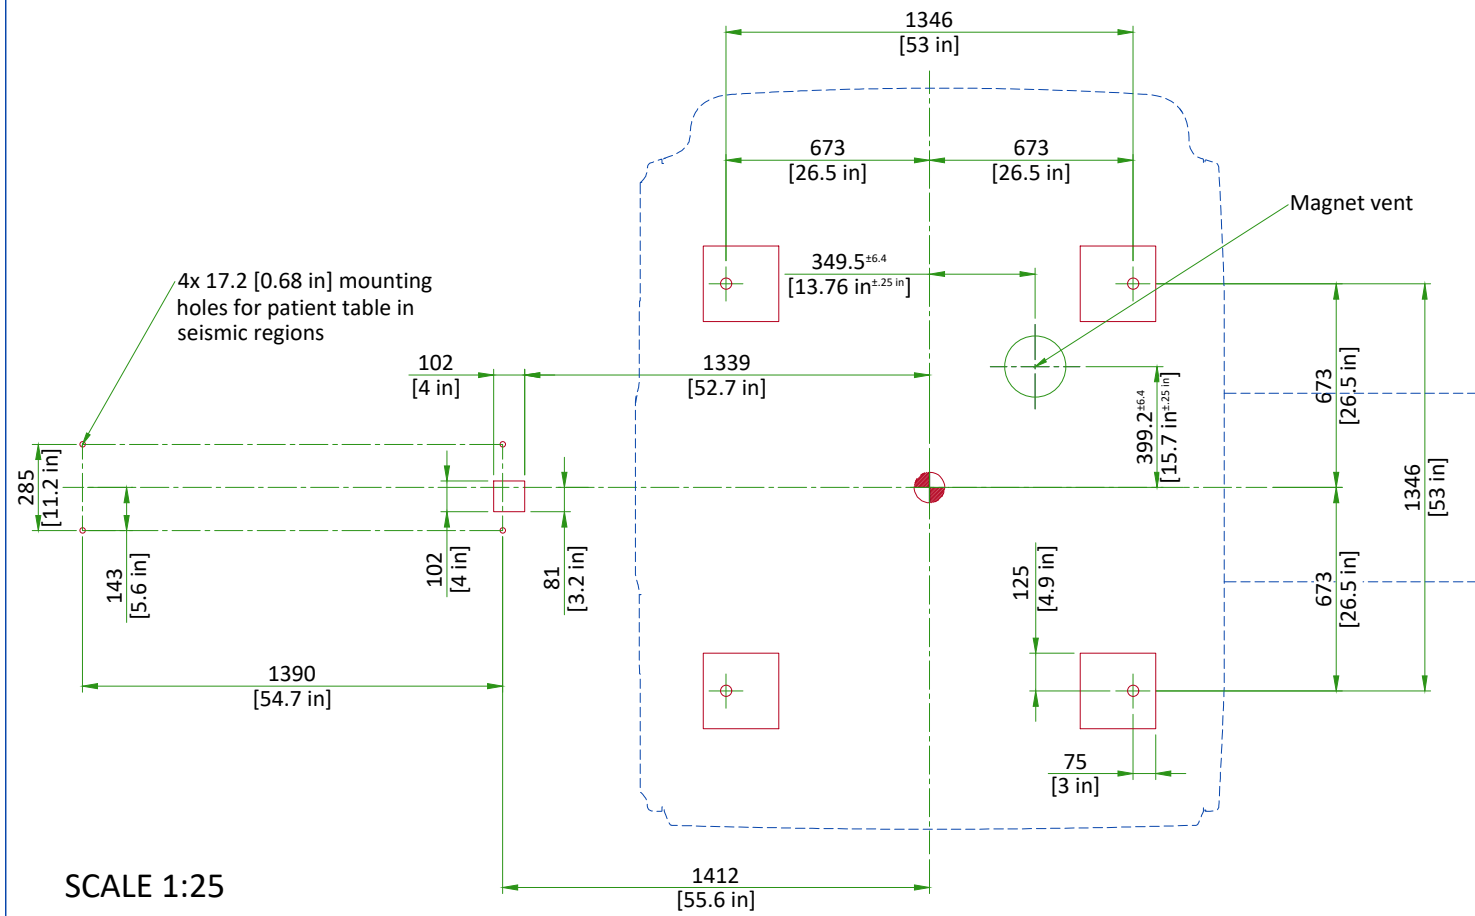 1346
[53 in]
673
[26.5 in]
673
[26.5 in]
Magnet vent
349.5±6.4
[13.76 in±.25 in]
4x 17.2 [0.68 in] mounting
holes for patient table in
seismic regions
102
[4 in]
1339
[52.7 in]
673
[26.5 in]
399.2±6.4
[15.7 in±.25 in]
285
[11.2 in]
1346
[53 in]
143
[5.6 in]
102
[4 in]
81
[3.2 in]
125
[4.9 in]
673
[26.5 in]
1390
[54.7 in]
75
[3 in]
SCALE 1:25
1412
[55.6 in]